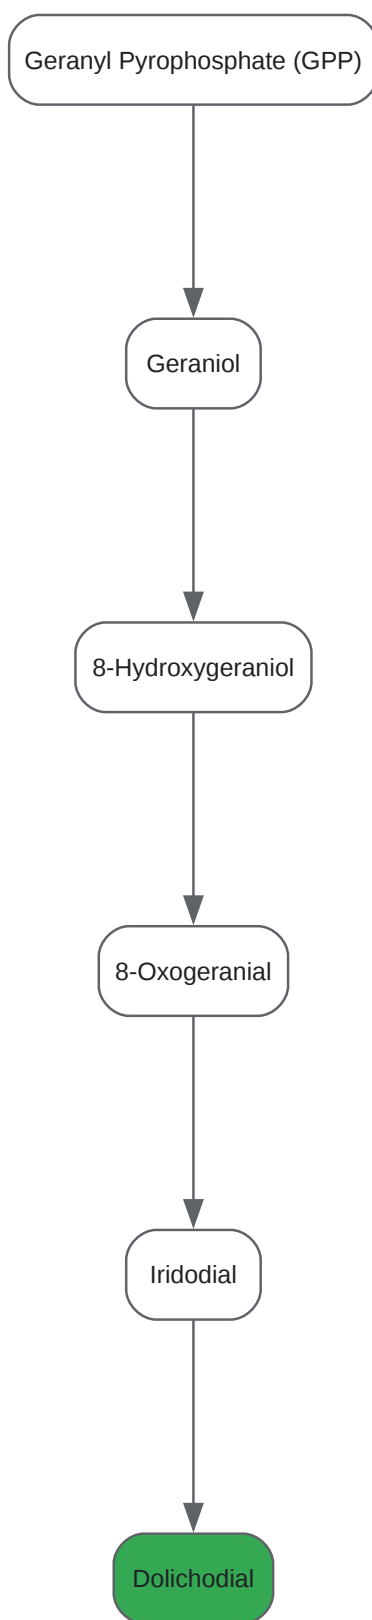 Geranyl Pyrophosphate (GPP)
Geraniol
8-Hydroxygeraniol
8-Oxogeranial
Iridodial
Dolichodial